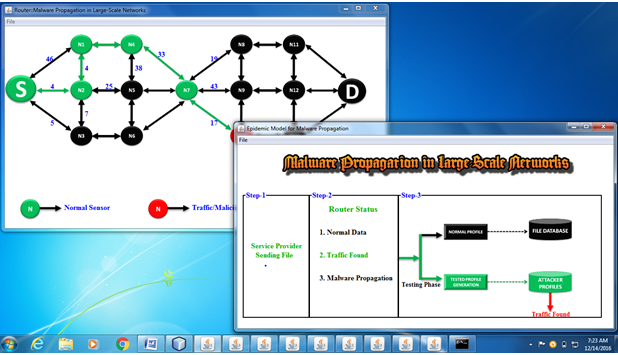 Router:Malware Propagation in Large-Scale Networks
File
N1
N4
N8
N11
46
33
19
4
38
S
4
N2
25
N5
N7
43
N9
N12
D
5
7
17
N3
N6
N
Normal Sensor
N
Traffic/Malici
Epidemic Model for Malware Propagation
File
Malware Propagation in Large Scale Networks
Step-1
Step-2
Step-3
Service Provider
Sending File
Router Status
1. Normal Data
2. Traffic Found
3. Malware Propagation
NORMAL PROFILE
FILE DATABASE
Testing Phase
TESTED PROFILE
GENERATION
ATTACKER
PROFILES
Traffic Found
7:23 AM
12/14/2016